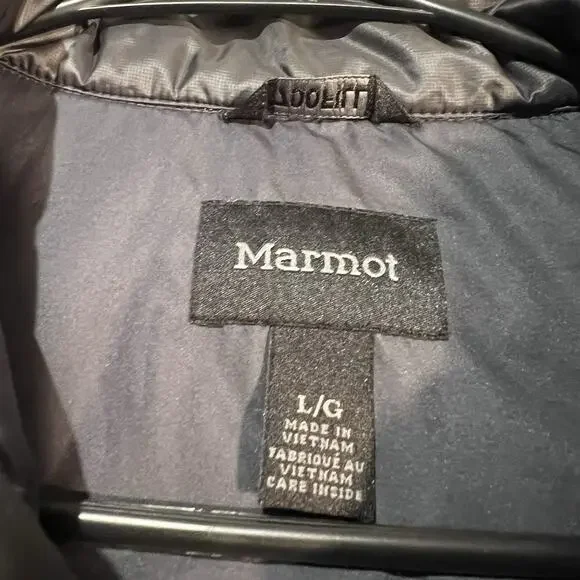 Marmot
L/G
MADE IN
VIETNAM
FABRIQUÉ AU
VIETNAM
CARE INSIDE